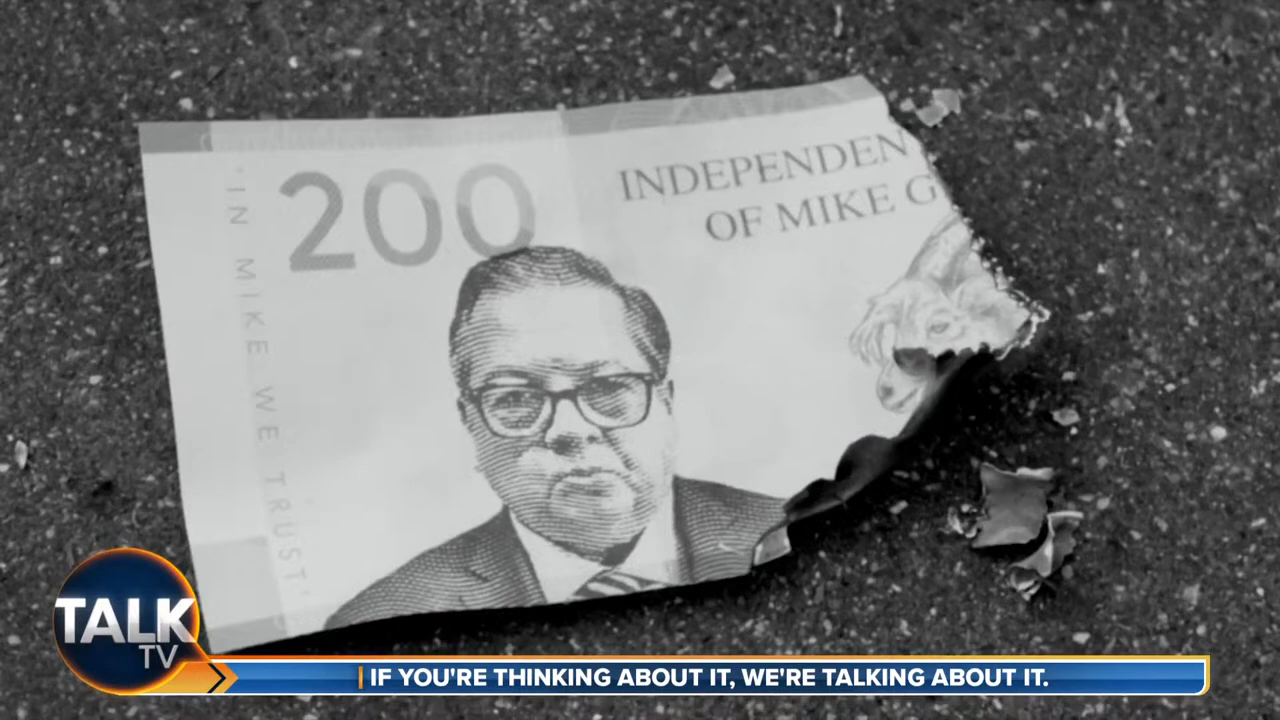 200
INDEPENDEN
OF MIKE G
·IN MIKE WE TRUST·
TALK
TV
IF YOU'RE THINKING ABOUT IT, WE'RE TALKING ABOUT IT.